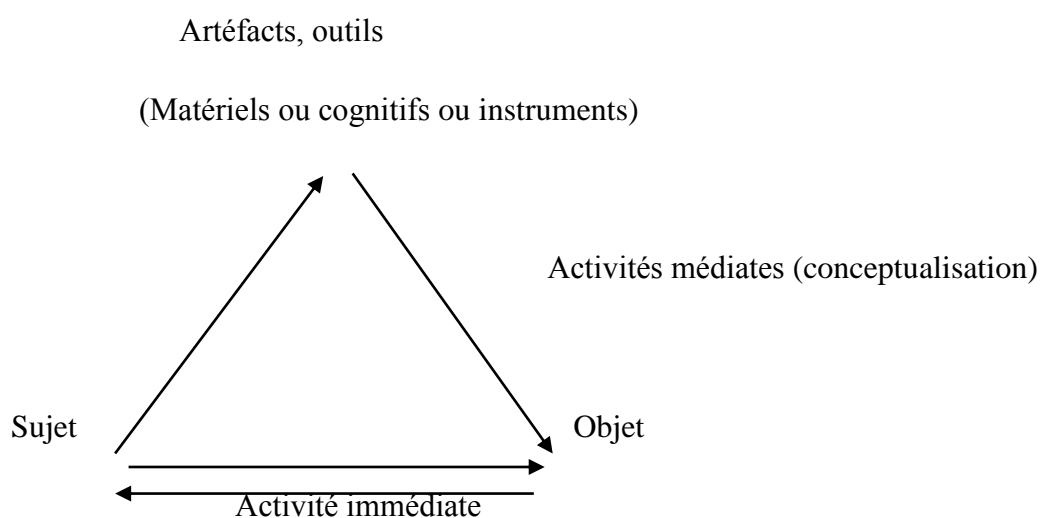 Artéfacts, outils
(Matériels ou cognitifs ou instruments)
Activités médiates (conceptualisation)
Sujet
Objet
Activité immédiate